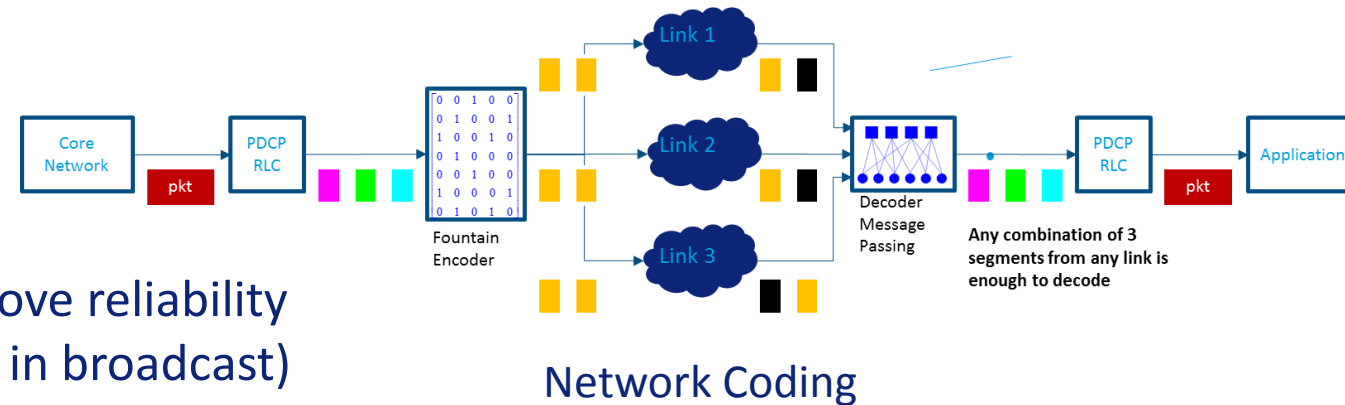 Link 1
0 0 1 0 0
0 1 0 0 1
1 0 0 1 0
0 1 0 0 0
0 0 0 1 0
1 0 0 0 1
0 1 0 1 0
Core
Network
PDCP
RLC
Link 2
PDCP
RLC
Application
pkt
pkt
Fountain
Encoder
Decoder
Message
Passing
Link 3
Any combination of 3
segments from any link is
enough to decode
ove reliability
in broadcast)
Network Coding